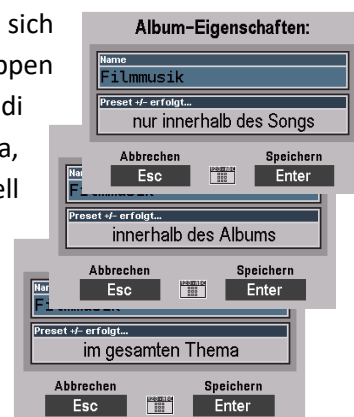 sich
Album-Eigenschaften:
ppen
Name
Filmmusik
di
Preset +/- erfolgt...
nur innerhalb des Songs
a,
Abbrechen Speichern
Esc Enter
ell
Preset +/- erfolgt...
innerhalb des Albums
Abbrechen Speichern
Esc Enter
Preset +/- erfolgt...
im gesamten Thema
Abbrechen Speichern
Esc Enter